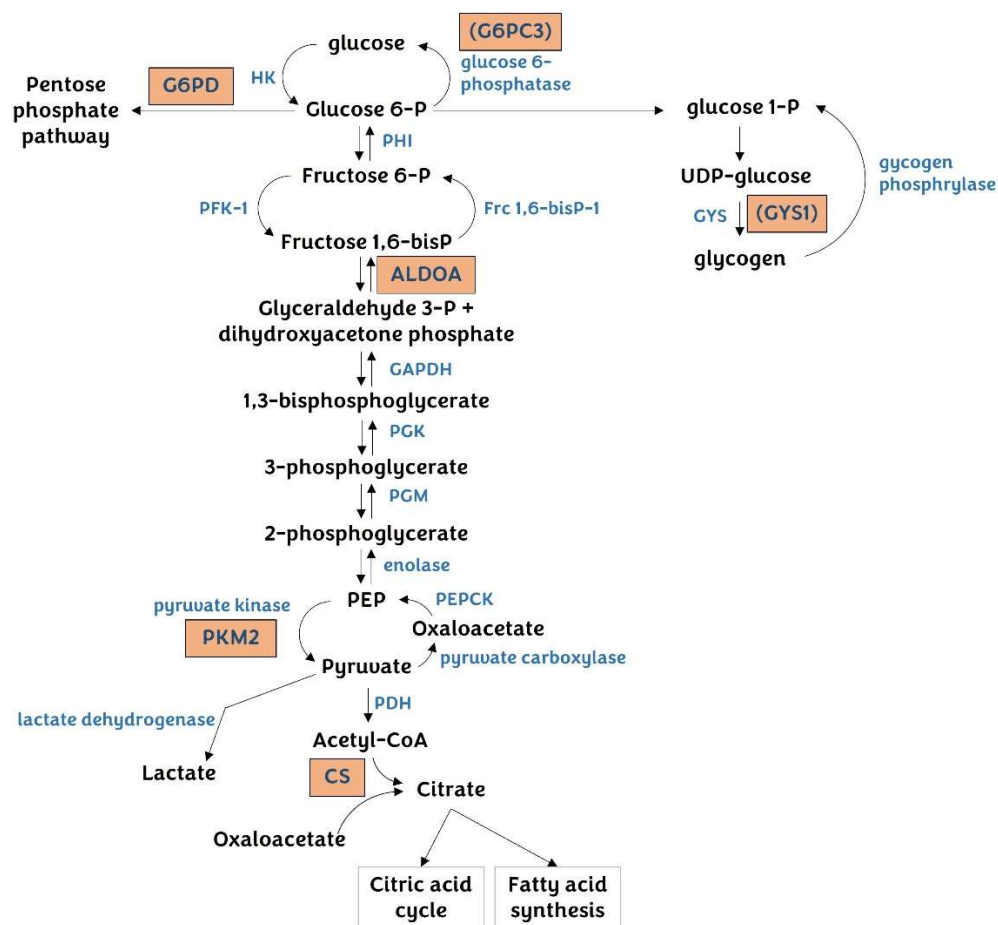 (G6PC3)
glucose
glucose 6-
phosphatase
HK
G6PD
Pentose
phosphate
pathway
Glucose 6-P
glucose 1-P
PHI
gycogen
phosphrylase
Fructose 6-P
UDP-glucose
PFK-1
Frc 1,6-bisP-1
GYS
(GYS1)
Fructose 1,6-bisP
glycogen
ALDOA
Glyceraldehyde 3-P +
dihydroxyacetone phosphate
GAPDH
1,3-bisphosphoglycerate
PGK
3-phosphoglycerate
PGM
2-phosphoglycerate
enolase
PEP
PEPCK
pyruvate kinase
PKM2
Oxaloacetate
Pyruvate
pyruvate carboxylase
PDH
lactate dehydrogenase
Acetyl-CoA
Lactate
CS
Citrate
Oxaloacetate
Citric acid
cycle
Fatty acid
synthesis